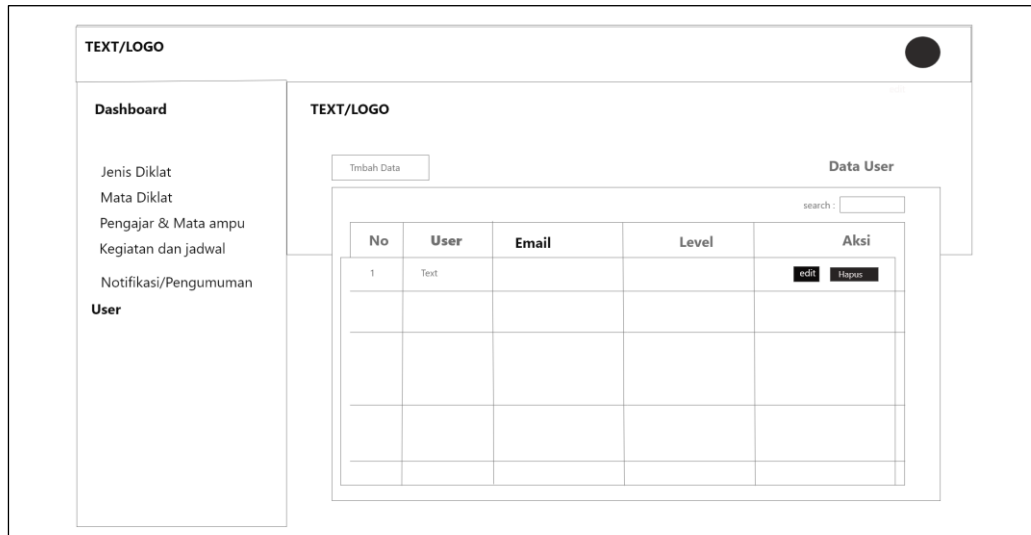 TEXT/LOGO
Dashboard
Jenis Diklat
Mata Diklat
Pengajar & Mata ampu
Kegiatan dan jadwal
Notifikasi/Pengumuman
User
TEXT/LOGO
Tmbah Data
Data User
search :
No User Email Level Aksi
1 Text edit Hapus